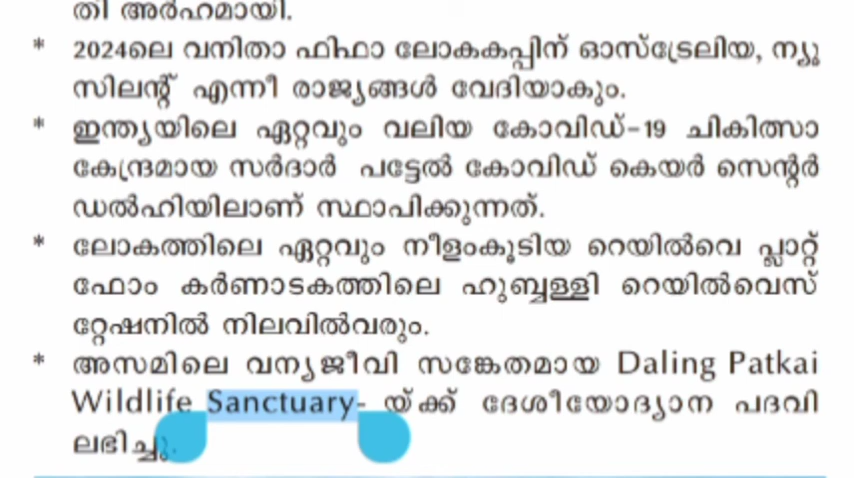 തി അർഹമായി.
* 2024ലെ വനിതാ ഫിഫാ ലോകകപ്പിന് ഓസ്ട്രേലിയ, ന്യൂ
സിലന്റ് എന്നീ രാജ്യങ്ങൾ വേദിയാകും.
* ഇന്ത്യയിലെ ഏറ്റവും വലിയ കോവിഡ്-19 ചികിത്സാ
കേന്ദ്രമായ സർദാർ പട്ടേൽ കോവിഡ് കെയർ സെന്റർ
ഡൽഹിയിലാണ് സ്ഥാപിക്കുന്നത്.
* ലോകത്തിലെ ഏറ്റവും നീളംകൂടിയ റെയിൽവെ പ്ലാറ്റ്
ഫോം കർണാടകത്തിലെ ഹുബ്ബള്ളി റെയിൽവെസ്
റ്റേഷനിൽ നിലവിൽവരും.
* അസമിലെ വന്യജീവി സങ്കേതമായ Daling Patkai
Wildlife Sanctuary- യ്ക്ക് ദേശീയോദ്യാന പദവി
ലഭിച്ചു.